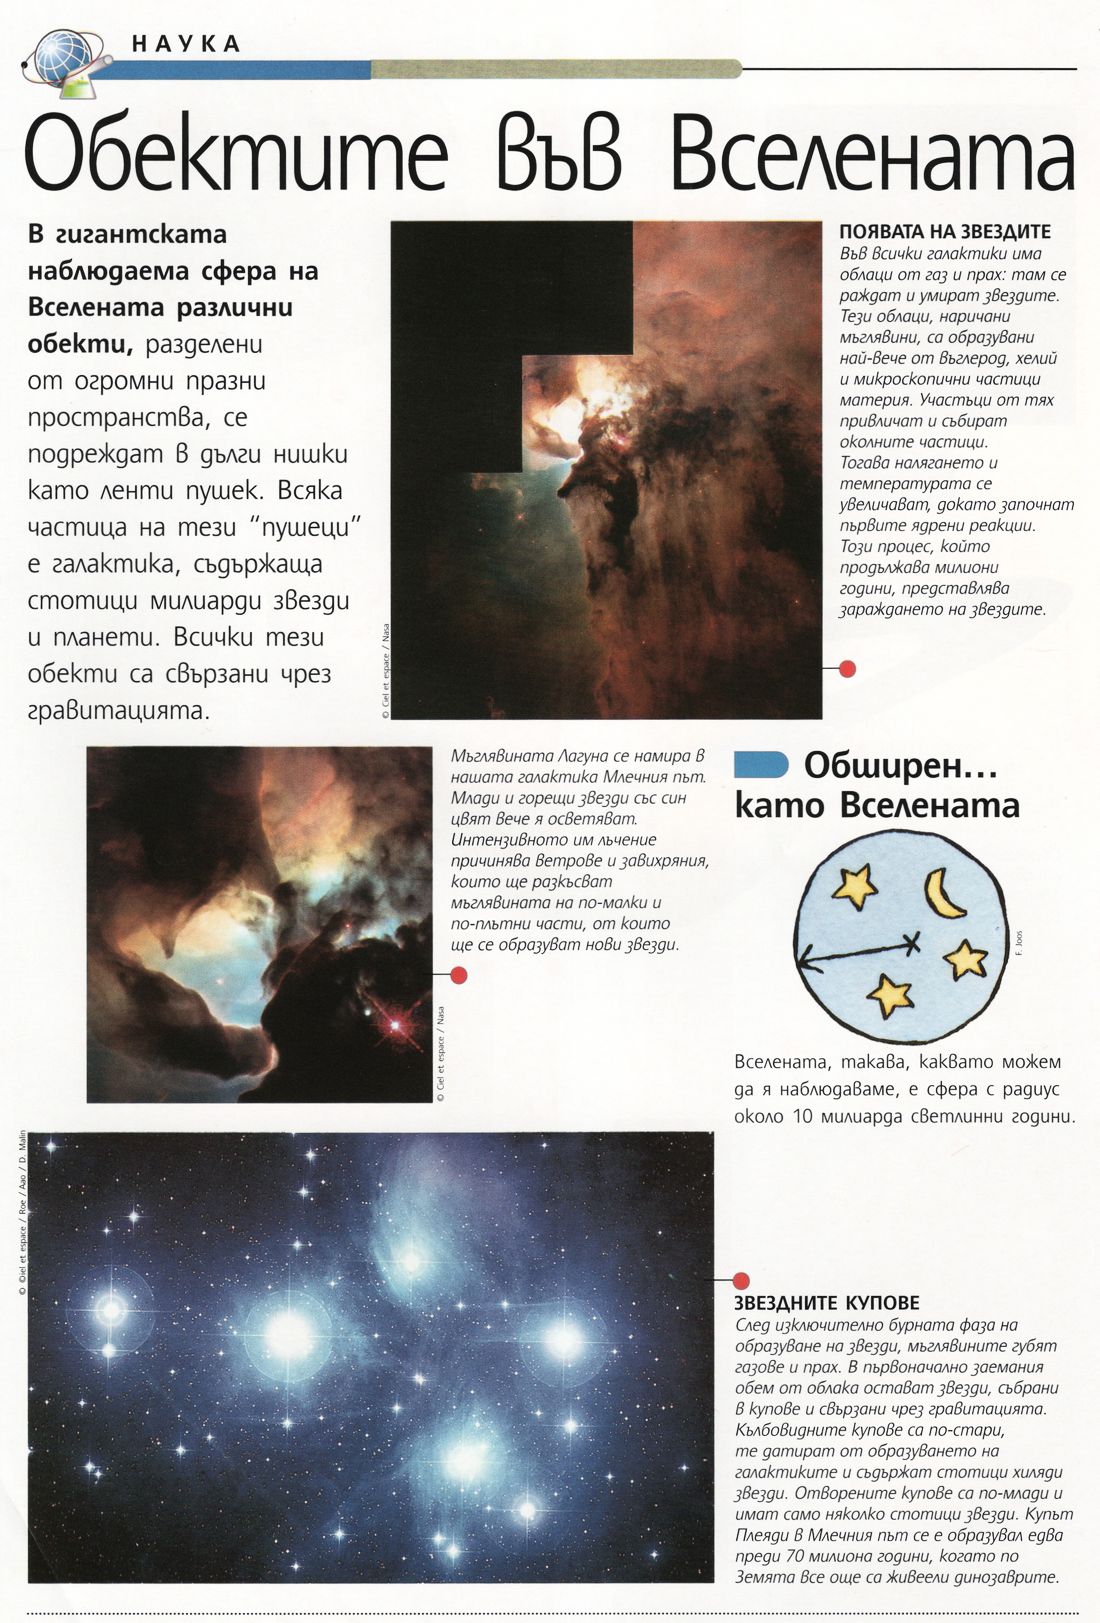 НАУКА
Обектите във Вселената
В гигантската
наблюдаема сфера на
Вселената различни
обекти, разделени
от огромни празни
пространства, се
подреждат в дълги нишки
като ленти пушек. Всяка
частица на тези “пушеци”
е галактика, съдържаща
стотици милиарди звезди
и планети. Всички тези
обекти са свързани чрез
гравитацията.
© Ciel et espace / Nasa
ПОЯВАТА НА ЗВЕЗДИТЕ
Във всички галактики има
облаци от газ и прах: там се
раждат и умират звездите.
Тези облаци, наричани
мъглявини, са образувани
най-вече от въглерод, хелий
и микроскопични частици
материя. Участъци от тях
привличат и събират
околните частици.
Тогава налягането и
температурата се
увеличават, докато започнат
първите ядрени реакции.
Този процес, който
продължава милиони
години, представлява
зараждането на звездите.
Мъглявината Лагуна се намира в
нашата галактика Млечния път.
Млади и горещи звезди със син
цвят вече я осветяват.
Интензивното им лъчение
причинява ветрове и завихряния,
които ще разкъсват
мъглявината на по-малки и
по-плътни части, от които
ще се образуват нови звезди.
© Ciel et espace / Nasa
Обширен...
като Вселената
F. Joos
Вселената, такава, каквато можем
да я наблюдаваме, е сфера с радиус
около 10 милиарда светлинни години.
© Ciel et espace / Roe / Aao / D. Malin
ЗВЕЗДНИТЕ КУПОВЕ
След изключително бурната фаза на
образуване на звезди, мъглявините губят
газове и прах. В първоначално заемания
обем от облака остават звезди, събрани
в купове и свързани чрез гравитацията.
Кълбовидните купове са по-стари,
те датират от образуването на
галактиките и съдържат стотици хиляди
звезди. Отворените купове са по-млади и
имат само няколко стотици звезди. Купът
Плеяди в Млечния път се е образувал едва
преди 70 милиона години, когато по
Земята все още са живеели динозаврите.